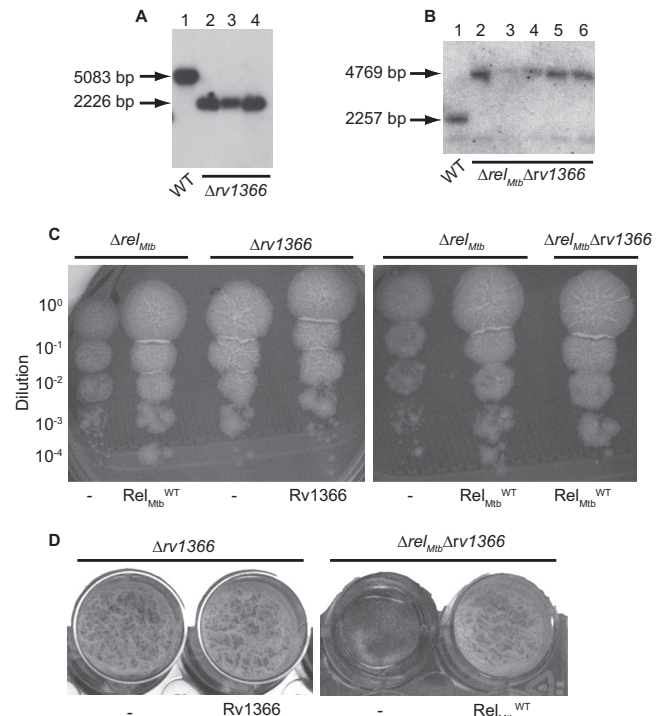 A
1 2 3 4
5083 bp
2226 bp
WT
Δrv1366
B
1 2 3 4 5 6
4769 bp
2257 bp
WT
ΔrelMtbΔrv1366
C
ΔrelMtb
Δrv1366
ΔrelMtb
ΔrelMtbΔrv1366
Dilution
10⁰
10⁻¹
10⁻²
10⁻³
10⁻⁴
- RelMtbWT - Rv1366
- RelMtbWT RelMtbWT
D
Δrv1366
ΔrelMtbΔrv1366
- Rv1366 - RelMtbWT